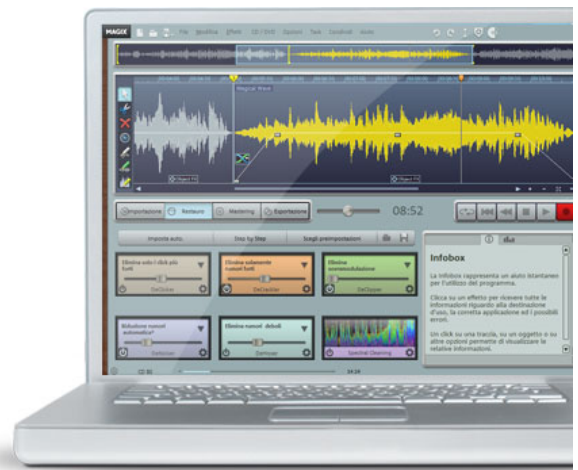 MAGIX File Modifica Effetti CD / DVD Opzioni Task Condividi Aiuto
Magical Wave
Object FX Object FX
Importazione Restauro Mastering Esportazione 08:52
Imposta auto. Step by Step Scegli preimpostazioni
Elimina solo i click più forti
DeClicker
Elimina solamente rumori forti
DeCrackler
Elimina sovramodulazione
DeClipper
Riduzione rumori automatica*
DeNoiser
Elimina rumori deboli
DeHisser
Spectral Cleaning
Infobox
La Infobox rappresenta un aiuto istantaneo
per l'utilizzo del programma.
Clicca su un effetto per ricevere tutte le
informazioni riguardo alla destinazione
d'uso, la corretta applicazione ed i possibili
errori.
Un click su una traccia, su un oggetto o su
altre opzioni permette di visualizzare le
relative informazioni.